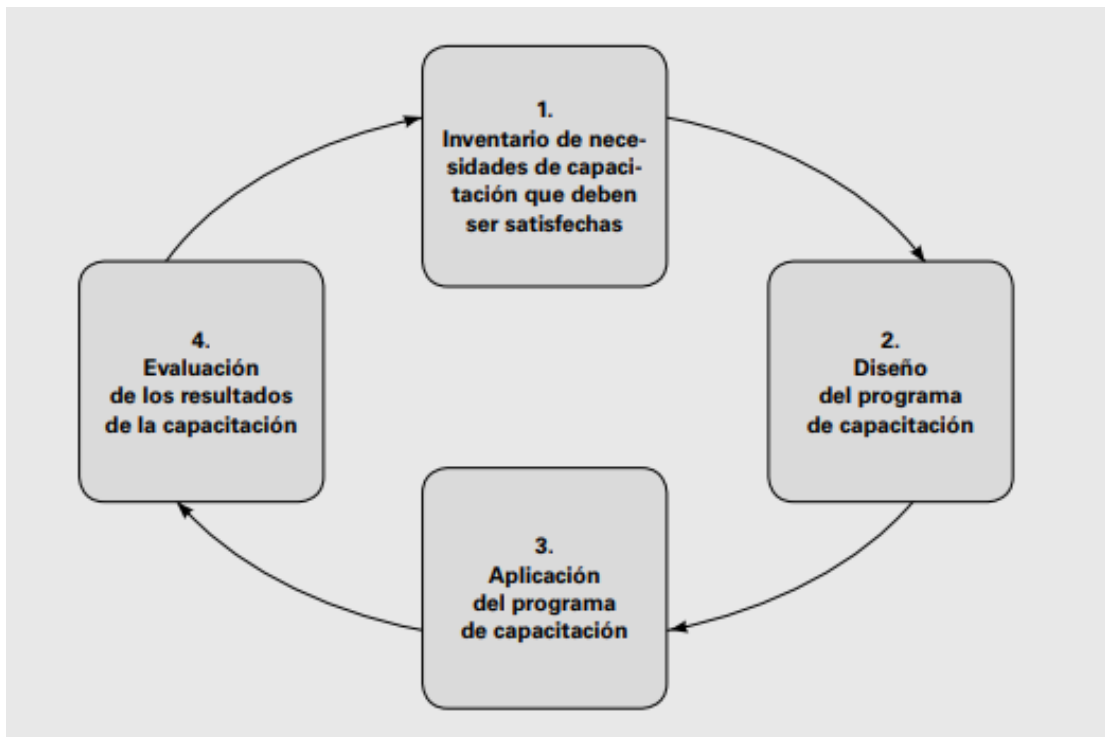 1.
Inventario de nece-
sidades de capaci-
tación que deben
ser satisfechas
2.
Diseño
del programa
de capacitación
3.
Aplicación
del programa
de capacitación
4.
Evaluación
de los resultados
de la capacitación